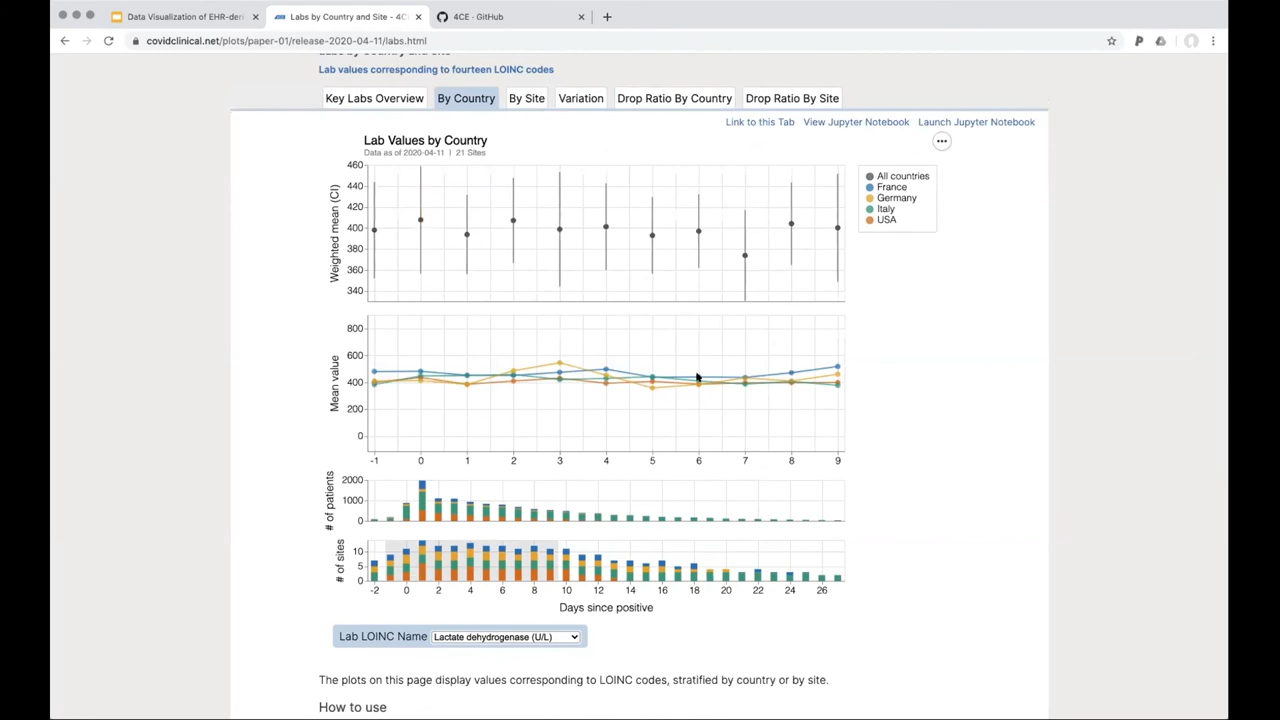 Data Visualization of EHR-deri
Labs by Country and Site - 4C
4CE · GitHub
covidclinical.net/plots/paper-01/release-2020-04-11/labs.html
Lab values corresponding to fourteen LOINC codes
Key Labs Overview
By Country
By Site
Variation
Drop Ratio By Country
Drop Ratio By Site
Link to this Tab
View Jupyter Notebook
Launch Jupyter Notebook
Lab Values by Country
Data as of 2020-04-11 | 21 Sites
Weighted mean (CI)
460
440
420
400
380
360
340
All countries
France
Germany
Italy
USA
Mean value
800
600
400
200
0
-1 0 1 2 3 4 5 6 7 8 9
# of patients
2000
1000
0
# of sites
10
5
0
-2 0 2 4 6 8 10 12 14 16 18 20 22 24 26
Days since positive
Lab LOINC Name Lactate dehydrogenase (U/L)
The plots on this page display values corresponding to LOINC codes, stratified by country or by site.
How to use